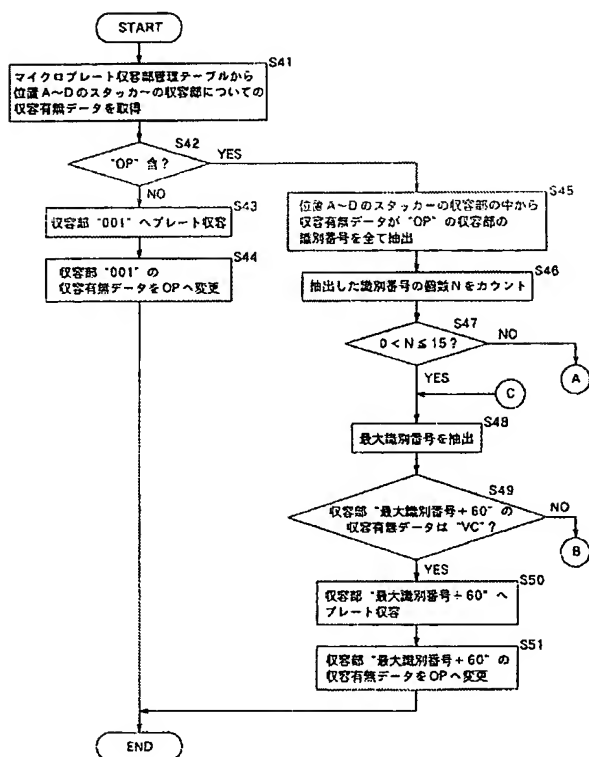 START
S41
マイクロプレート収容部管理テーブルから
位置A~Dのスタッカーの収容部についての
収容有無データを取得
S42
"OP" 含?
YES
NO
S43
収容部 "001" へプレート収容
S44
収容部 "001" の
収容有無データをOPへ変更
S45
位置A~Dのスタッカーの収容部の中から
収容有無データが "OP" の収容部の
識別番号を全て抽出
S46
抽出した識別番号の個数Nをカウント
S47
0 < N ≦ 15 ?
NO
A
YES
C
S48
最大識別番号を抽出
S49
収容部 "最大識別番号+60" の
収容有無データは "VC" ?
NO
B
YES
S50
収容部 "最大識別番号+60" へ
プレート収容
S51
収容部 "最大識別番号+60" の
収容有無データをOPへ変更
END